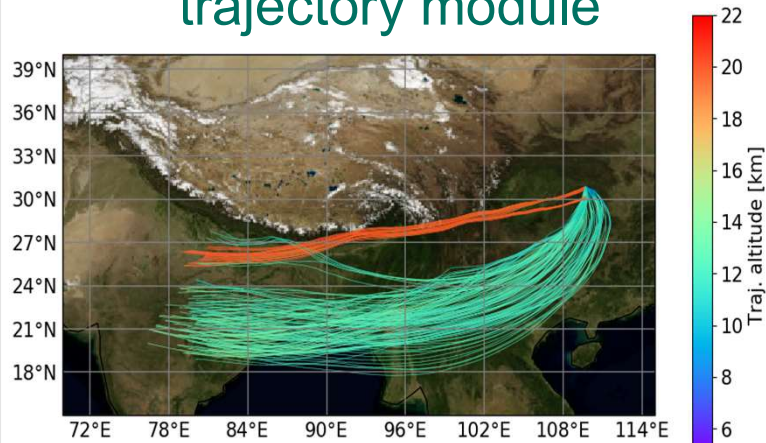 trajectory module
39°N
36°N
33°N
30°N
27°N
24°N
21°N
18°N
72°E 78°E 84°E 90°E 96°E 102°E 108°E 114°E
22
20
18
16
14
12
10
8
6
Traj. altitude [km]